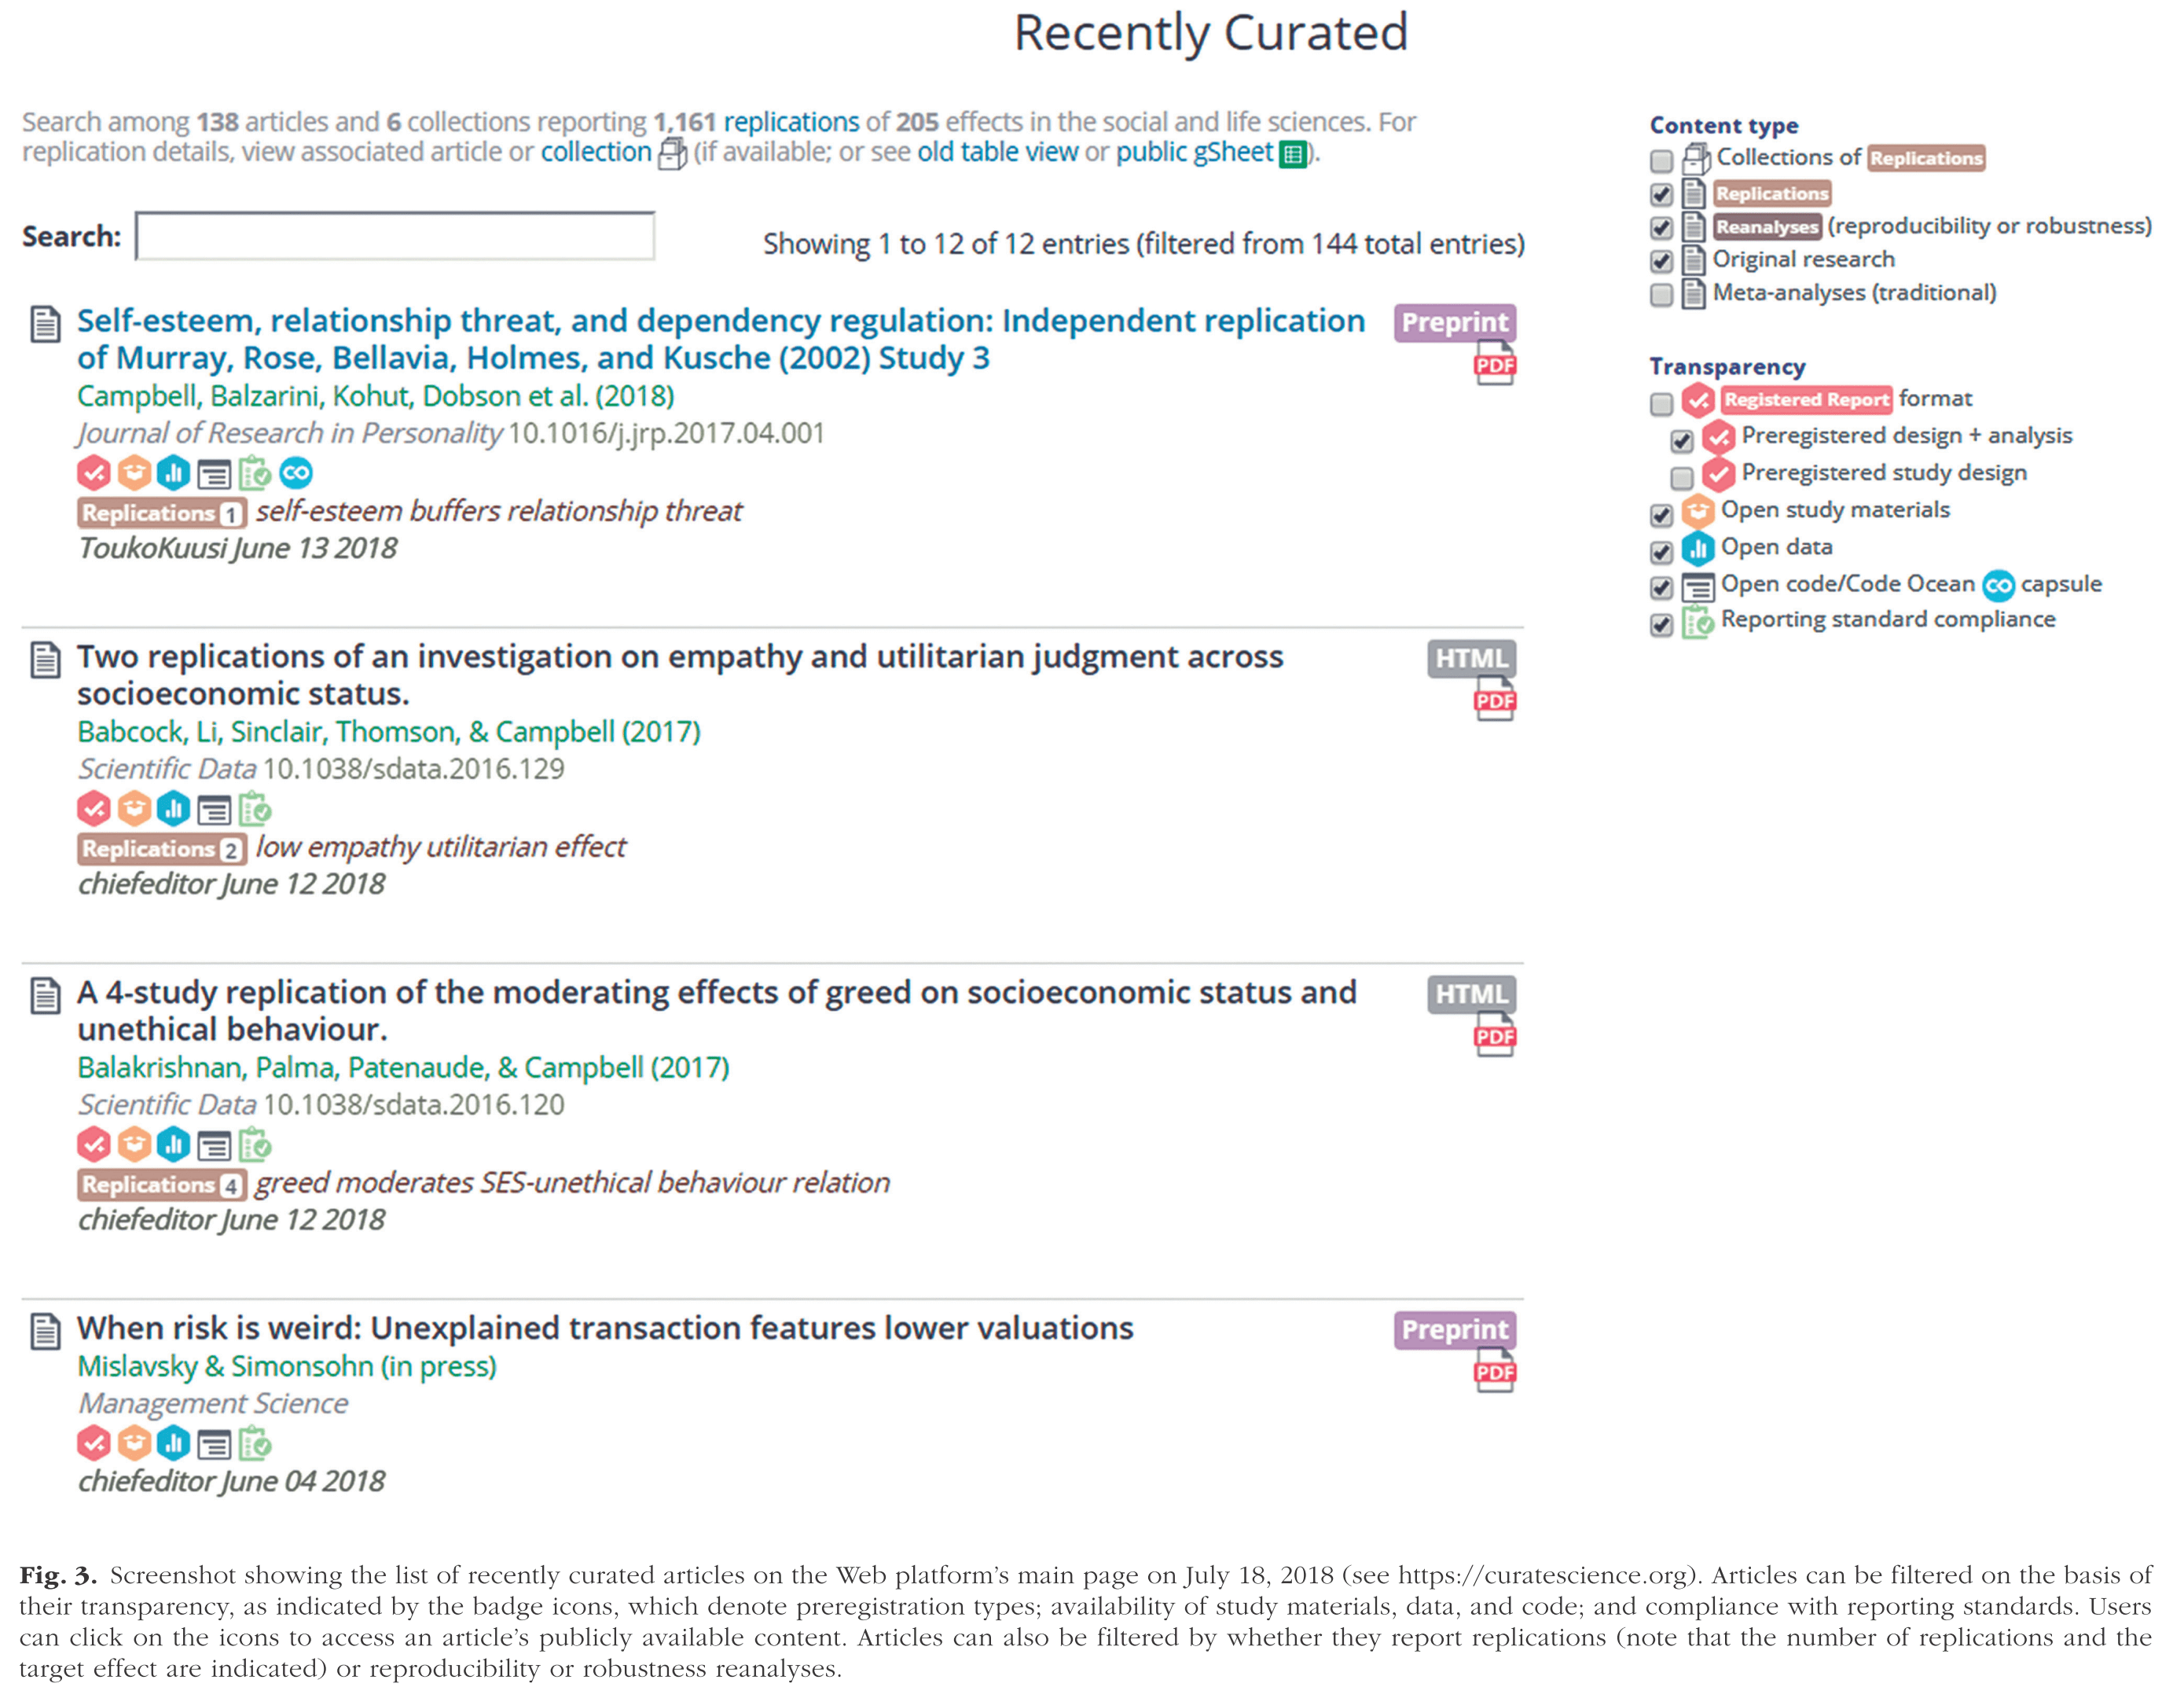 Recently Curated
Search among 138 articles and 6 collections reporting 1,161 replications of 205 effects in the social and life sciences. For
replication details, view associated article or collection (if available; or see old table view or public gSheet ).
Search:
Showing 1 to 12 of 12 entries (filtered from 144 total entries)
Self-esteem, relationship threat, and dependency regulation: Independent replication
of Murray, Rose, Bellavia, Holmes, and Kusche (2002) Study 3
Preprint
PDF
Campbell, Balzarini, Kohut, Dobson et al. (2018)
Journal of Research in Personality 10.1016/j.jrp.2017.04.001
CO
Replications 1 self-esteem buffers relationship threat
ToukoKuusi June 13 2018
Two replications of an investigation on empathy and utilitarian judgment across
socioeconomic status.
HTML
PDF
Babcock, Li, Sinclair, Thomson, & Campbell (2017)
Scientific Data 10.1038/sdata.2016.129
Replications 2 low empathy utilitarian effect
chiefeditor June 12 2018
A 4-study replication of the moderating effects of greed on socioeconomic status and
unethical behaviour.
HTML
PDF
Balakrishnan, Palma, Patenaude, & Campbell (2017)
Scientific Data 10.1038/sdata.2016.120
Replications 4 greed moderates SES-unethical behaviour relation
chiefeditor June 12 2018
When risk is weird: Unexplained transaction features lower valuations
Preprint
PDF
Mislavsky & Simonsohn (in press)
Management Science
chiefeditor June 04 2018
Content type
Collections of Replications
Replications
Reanalyses (reproducibility or robustness)
Original research
Meta-analyses (traditional)
Transparency
Registered Report format
Preregistered design + analysis
Preregistered study design
Open study materials
Open data
Open code/Code Ocean CO capsule
Reporting standard compliance
Fig. 3. Screenshot showing the list of recently curated articles on the Web platform's main page on July 18, 2018 (see https://curatescience.org). Articles can be filtered on the basis of
their transparency, as indicated by the badge icons, which denote preregistration types; availability of study materials, data, and code; and compliance with reporting standards. Users
can click on the icons to access an article's publicly available content. Articles can also be filtered by whether they report replications (note that the number of replications and the
target effect are indicated) or reproducibility or robustness reanalyses.